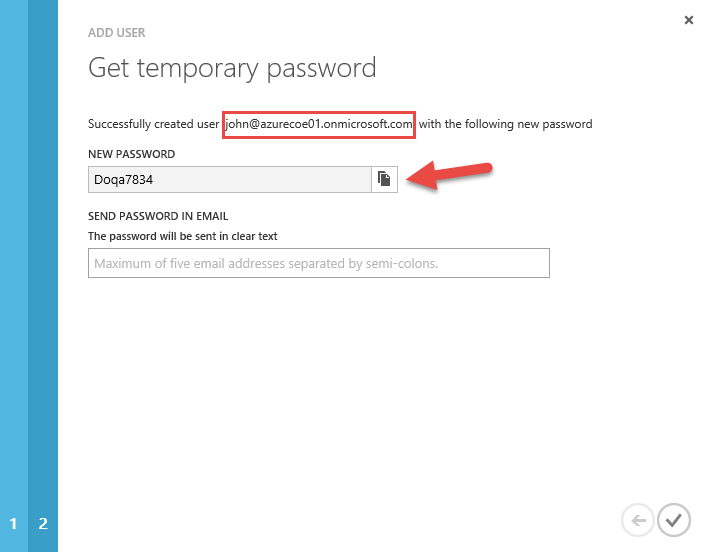 ADD USER
Get temporary password
Successfully created user john@azurecoe01.onmicrosoft.com with the following new password
NEW PASSWORD
Doqa7834
SEND PASSWORD IN EMAIL
The password will be sent in clear text
Maximum of five email addresses separated by semi-colons.
1 2